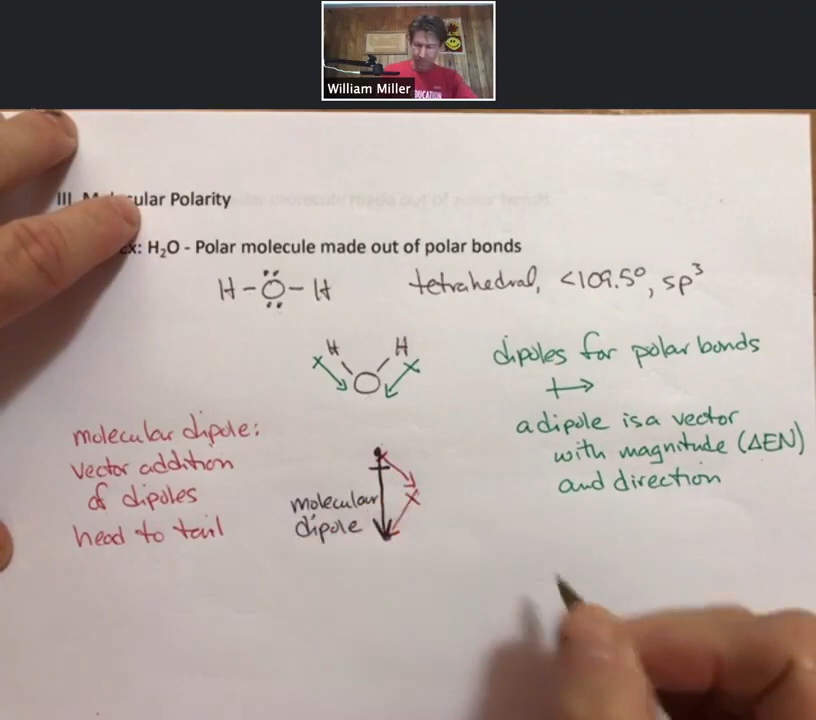 William Miller
DUCATION
III. Molecular Polarity
Ex: H₂O - Polar molecule made out of polar bonds
H-Ö-H tetrahedral, <109.5°, sp³
H H
O
dipoles for polar bonds
a dipole is a vector
with magnitude (ΔEN)
and direction
molecular dipole:
vector addition
of dipoles
head to tail
molecular
dipole